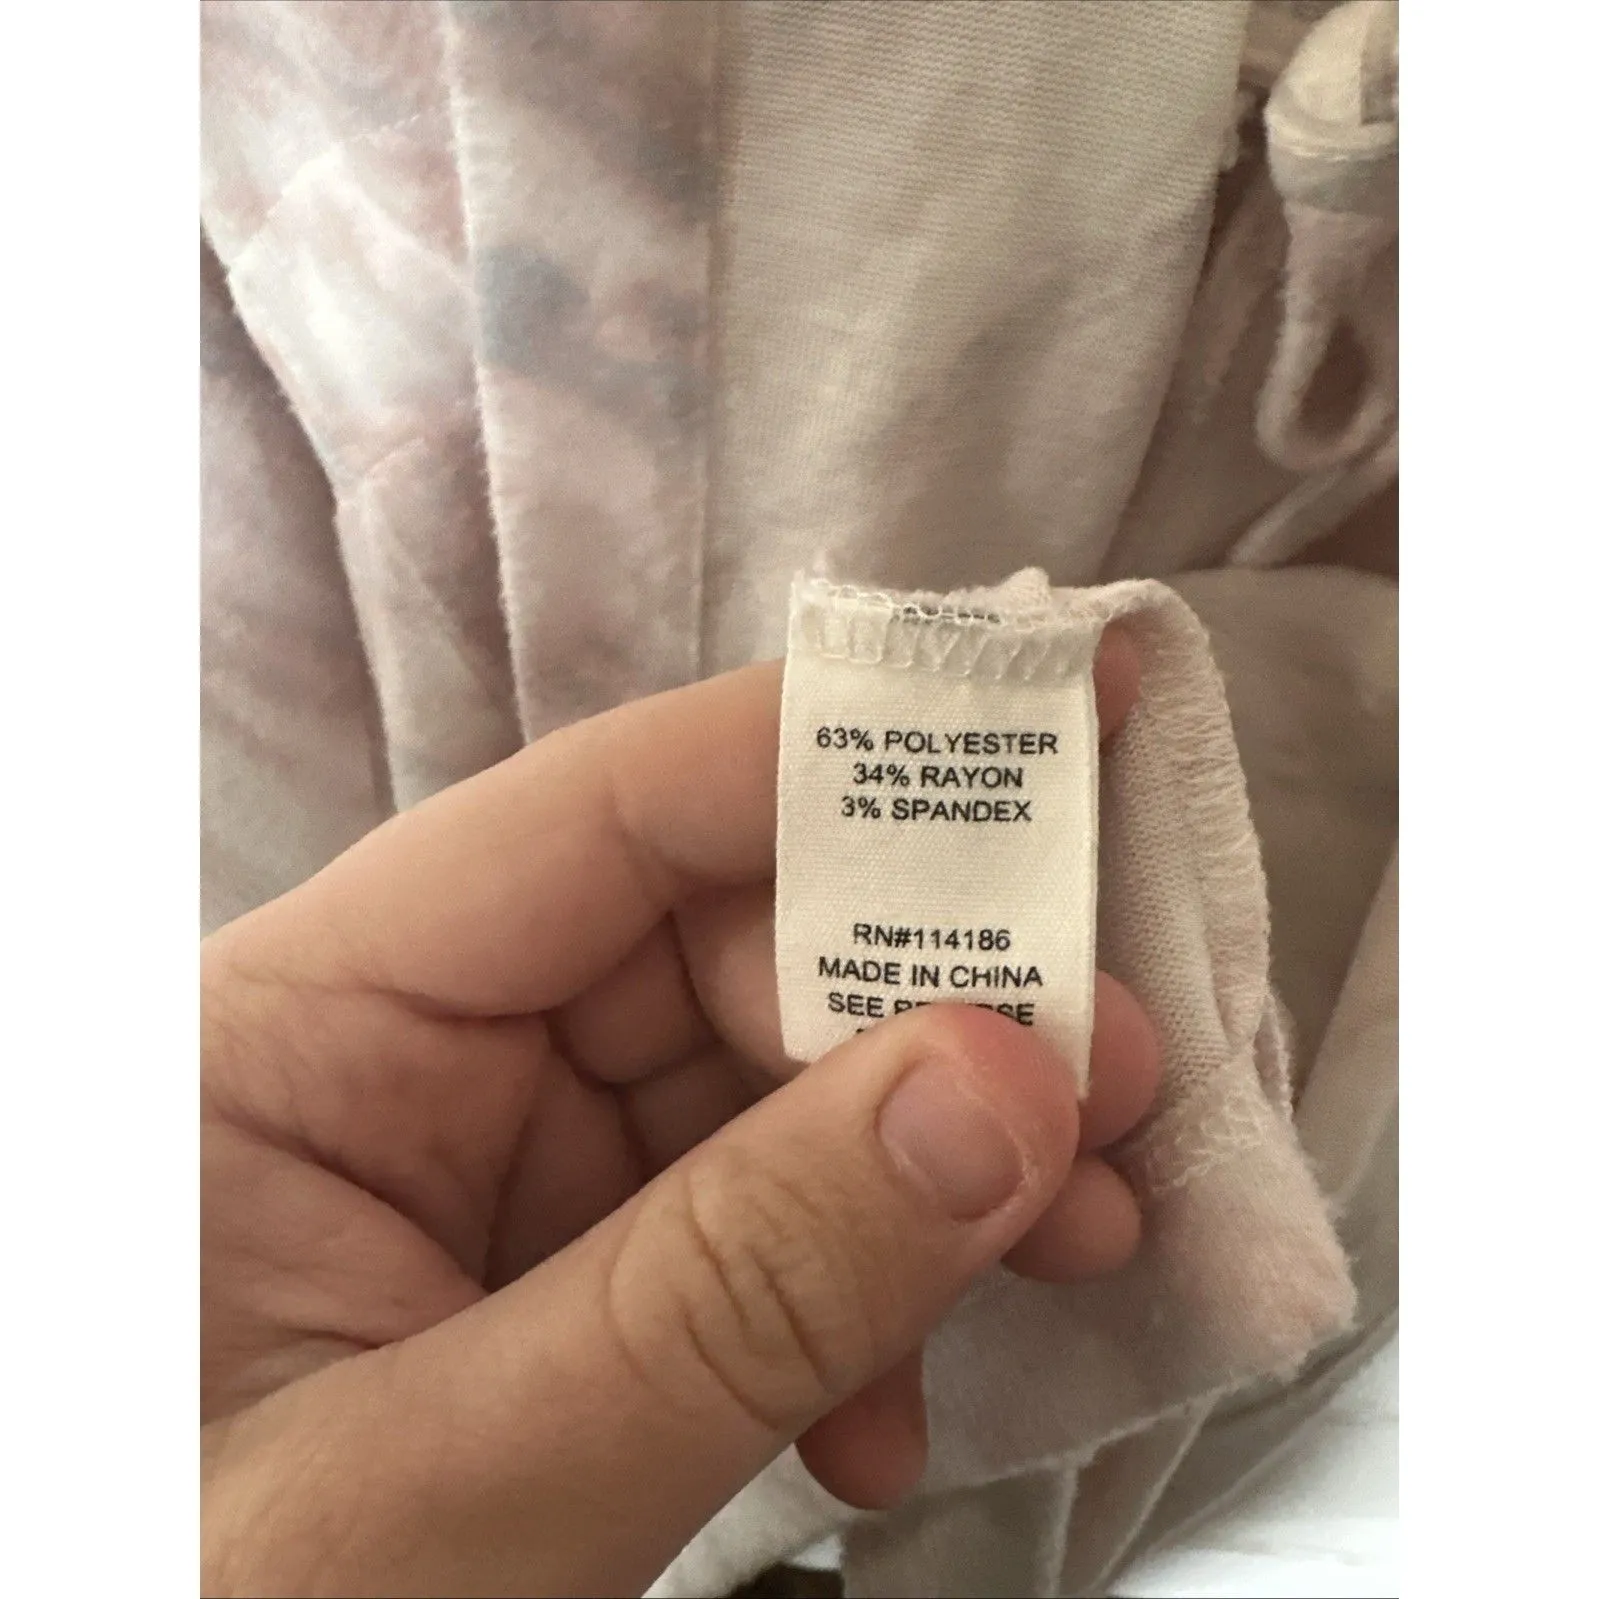 63% POLYESTER
34% RAYON
3% SPANDEX
RN#114186
MADE IN CHINA
SEE